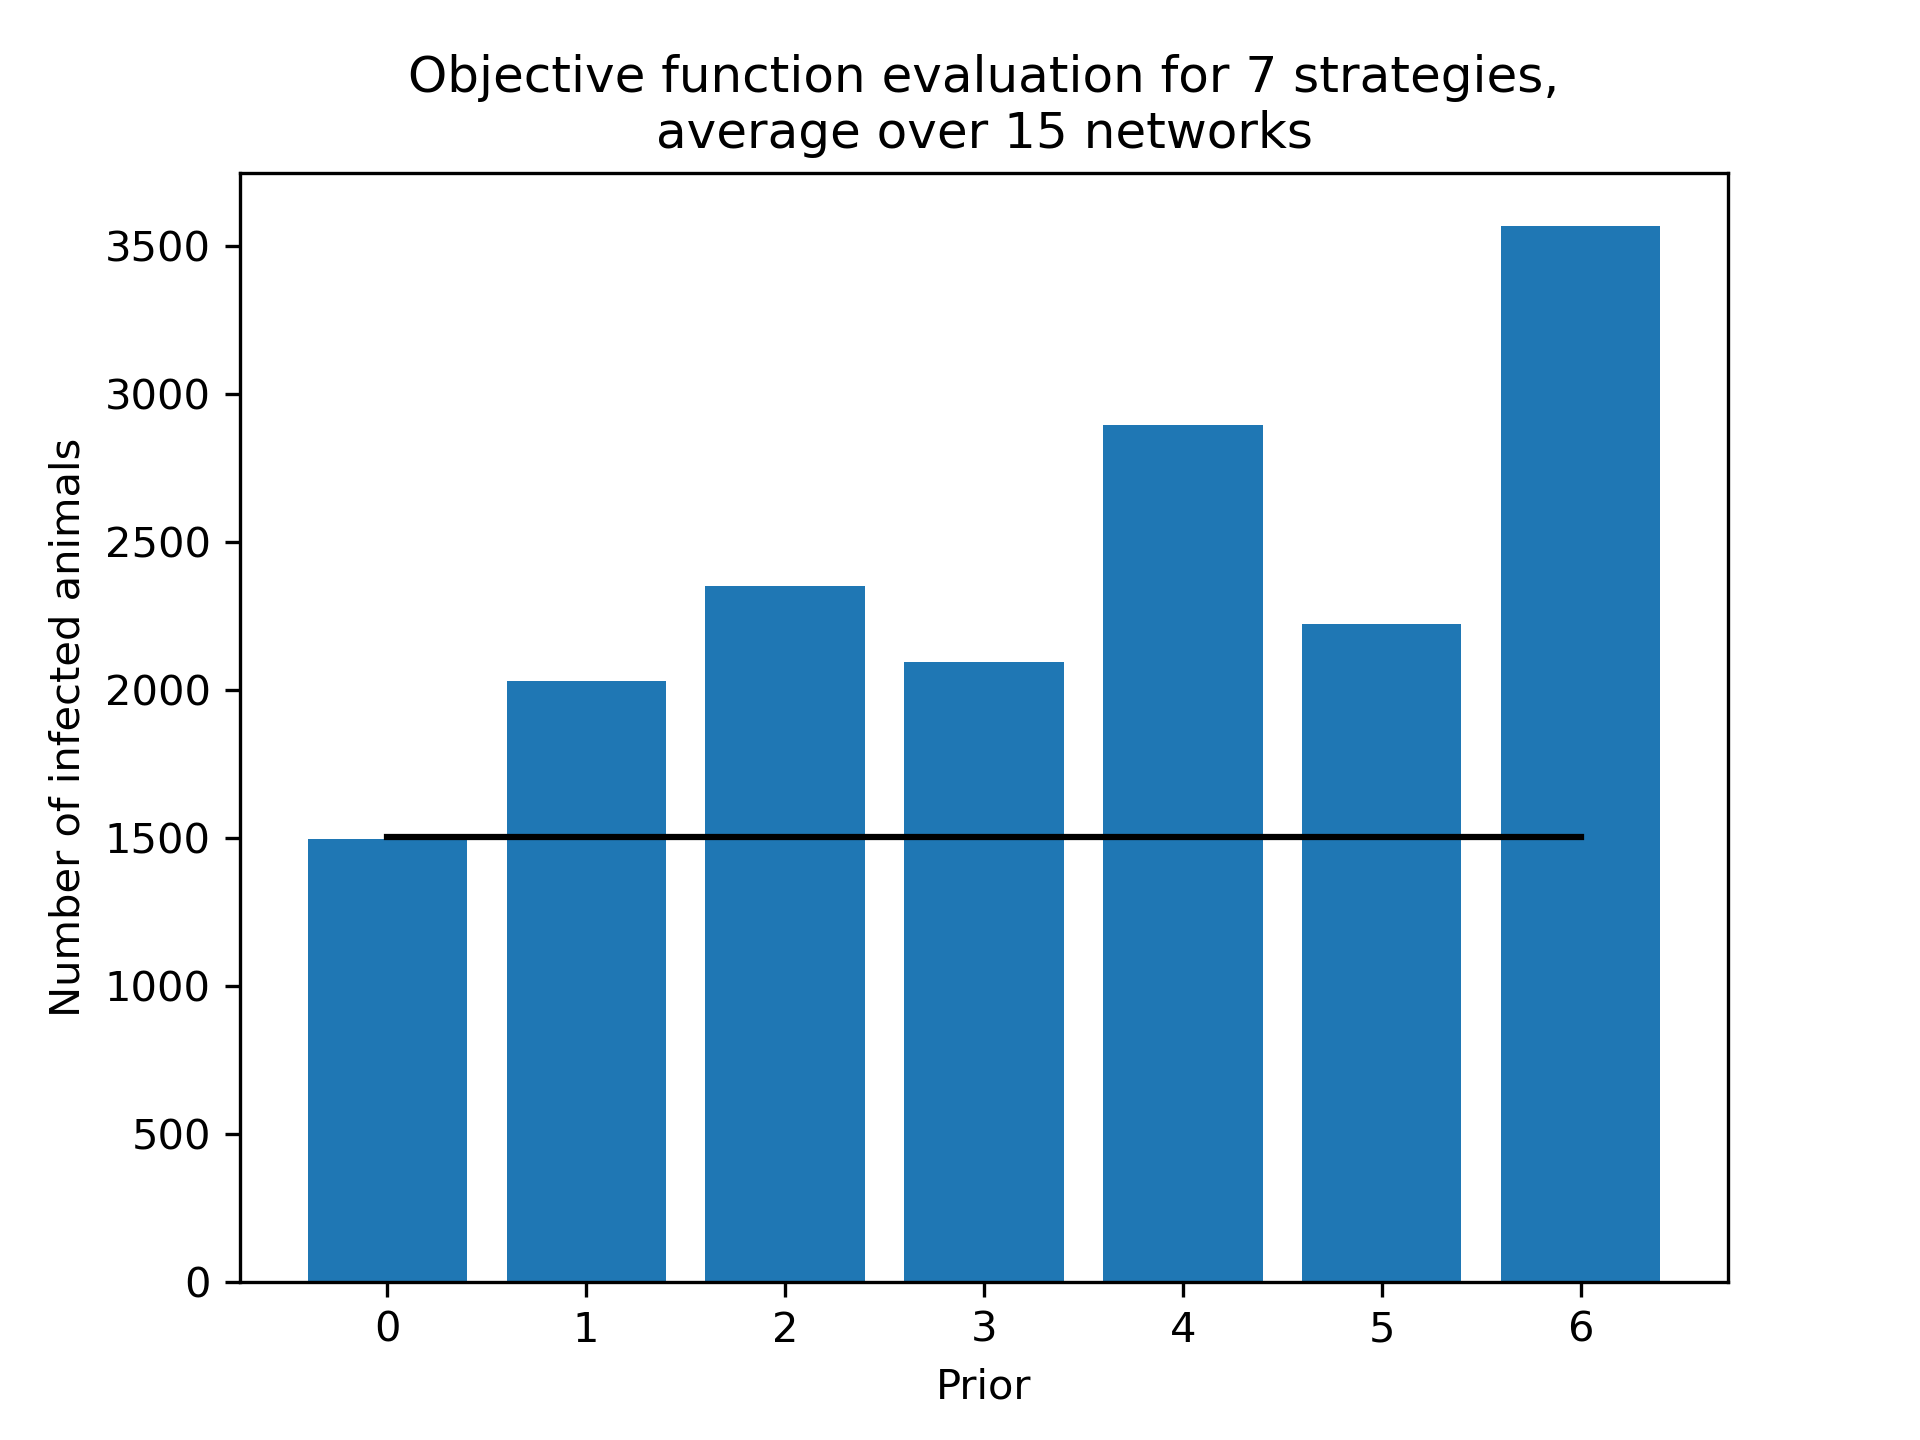 Objective function evaluation for 7 strategies,
average over 15 networks
Number of infected animals
3500
3000
2500
2000
1500
1000
500
0
0 1 2 3 4 5 6
Prior